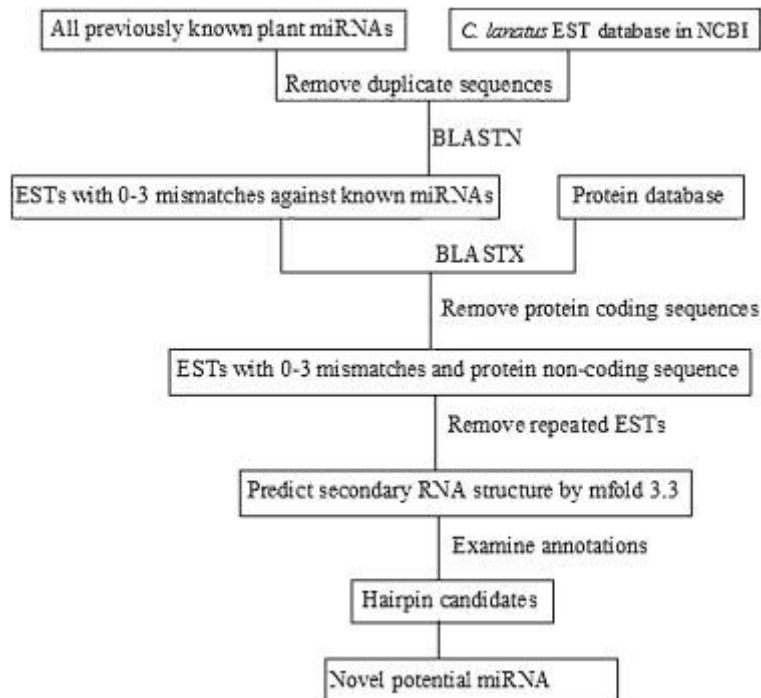 All previously known plant miRNAs
C. lanatus EST database in NCBI
Remove duplicate sequences
BLASTN
ESTs with 0-3 mismatches against known miRNAs
Protein database
BLASTX
Remove protein coding sequences
ESTs with 0-3 mismatches and protein non-coding sequence
Remove repeated ESTs
Predict secondary RNA structure by mfold 3.3
Examine annotations
Hairpin candidates
Novel potential miRNA